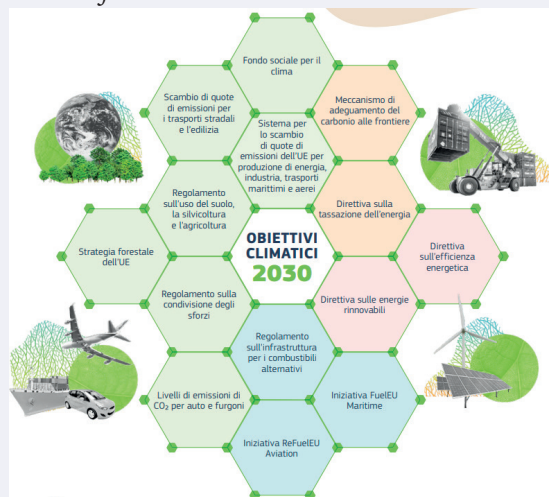 Fondo sociale per il
clima
Scambio di quote
di emissioni per
i trasporti stradali
e l'edilizia
Meccanismo di
adeguamento del
carbonio alle frontiere
Sistema per
lo scambio
di quote di
emissioni dell'UE per
produzione di energia,
industria, trasporti
marittimi e aerei
Regolamento
sull'uso del suolo,
la silvicoltura
e l'agricoltura
Direttiva sulla
tassazione dell'energia
Strategia forestale
dell'UE
OBIETTIVI
CLIMATICI
2030
Direttiva
sull'efficienza
energetica
Regolamento sulla
condivisione degli
sforzi
Direttiva sulle energie
rinnovabili
Regolamento
sull'infrastruttura
per i combustibili
alternativi
Livelli di emissioni di
CO₂ per auto e furgoni
Iniziativa FuelEU
Maritime
Iniziativa ReFuelEU
Aviation